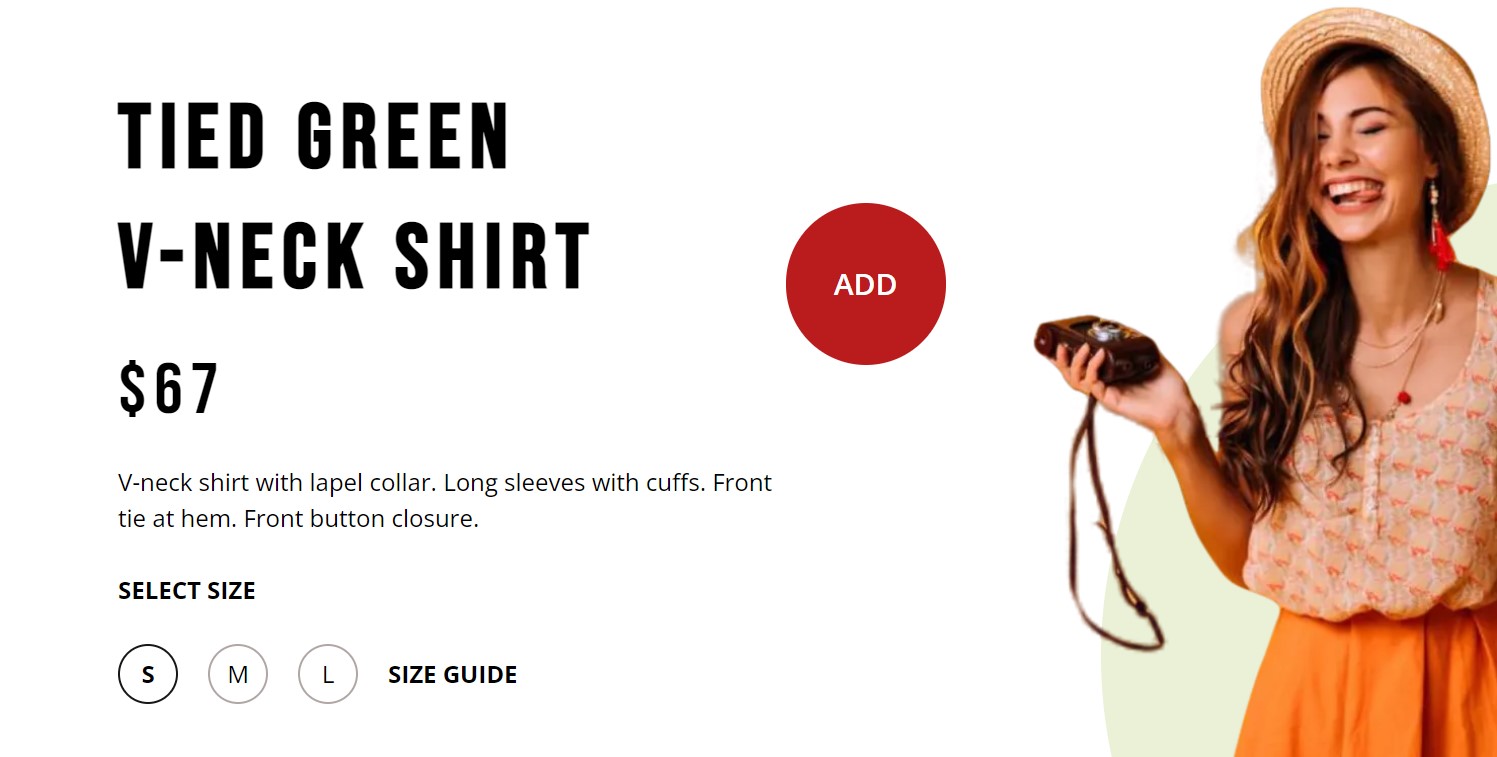 TIED GREEN
V-NECK SHIRT
ADD
$67
V-neck shirt with lapel collar. Long sleeves with cuffs. Front
tie at hem. Front button closure.
SELECT SIZE
S M L SIZE GUIDE